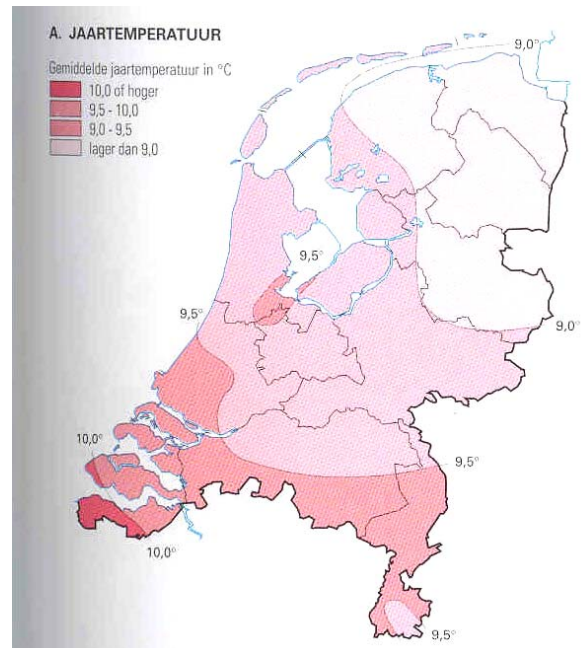 A. JAARTEMPERATUUR
Gemiddelde jaartemperatuur in °C
10,0 of hoger
9,5 - 10,0
9,0 - 9,5
lager dan 9,0
9,0°
9,5°
9,5°
9,0°
10,0°
9,5°
10,0°
9,5°